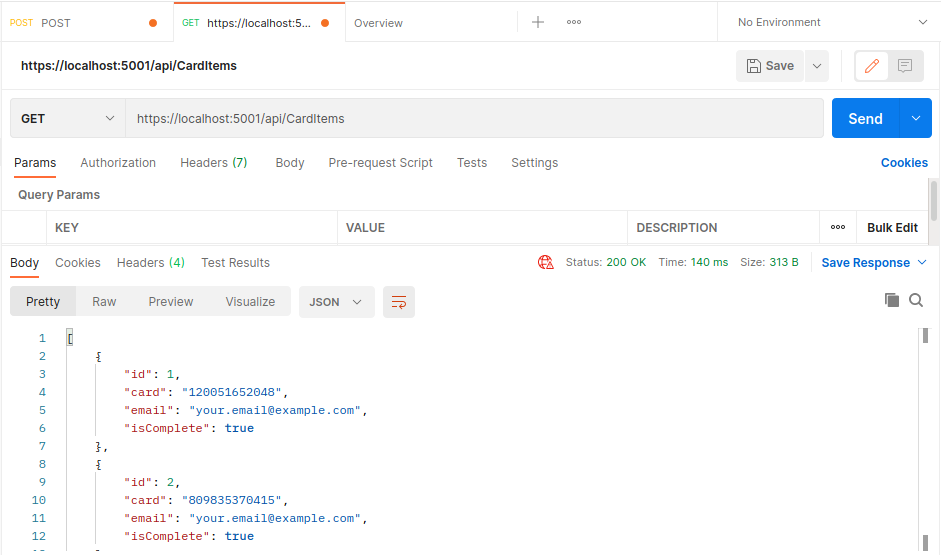 POST POST GET https://localhost:5... Overview No Environment
https://localhost:5001/api/CardItems Save
GET https://localhost:5001/api/CardItems Send
Params Authorization Headers (7) Body Pre-request Script Tests Settings Cookies
Query Params
KEY VALUE DESCRIPTION Bulk Edit
Body Cookies Headers (4) Test Results Status: 200 OK Time: 140 ms Size: 313 B Save Response
Pretty Raw Preview Visualize JSON
1 [
2 {
3 "id": 1,
4 "card": "120051652048",
5 "email": "your.email@example.com",
6 "isComplete": true
7 },
8 {
9 "id": 2,
10 "card": "809835370415",
11 "email": "your.email@example.com",
12 "isComplete": true